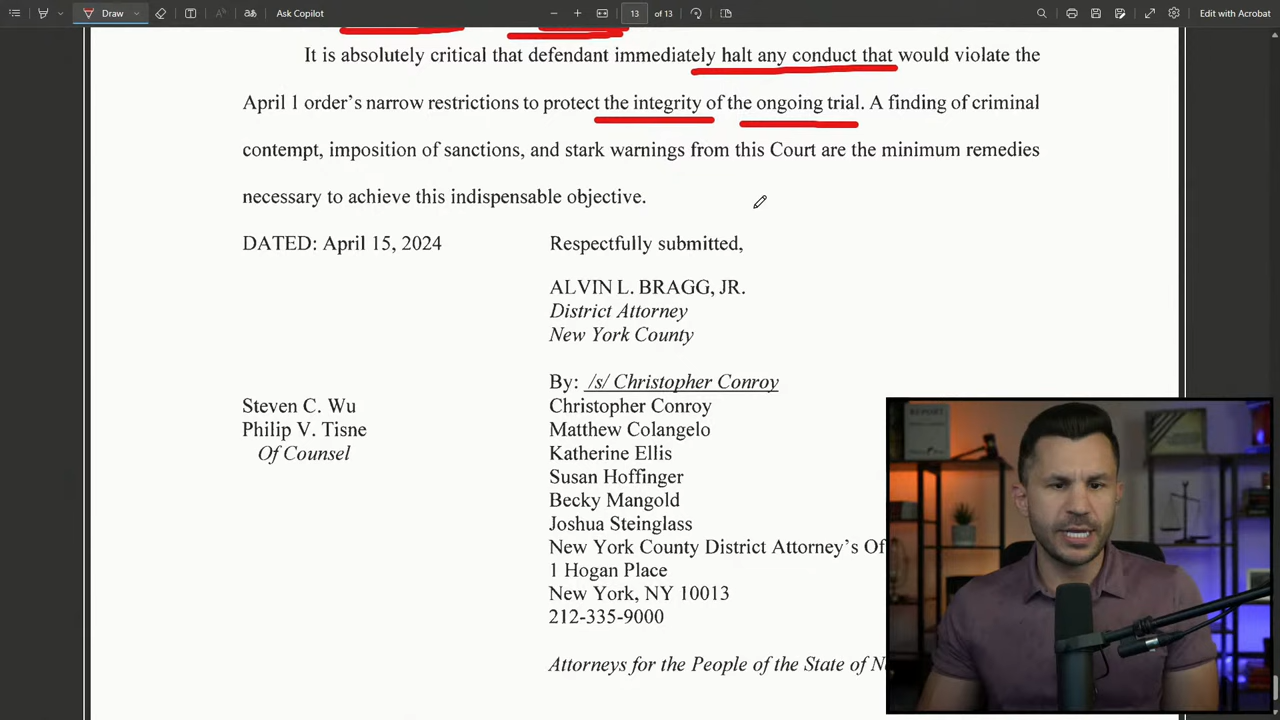 Draw
Ask Copilot
13 of 13
Edit with Acrobat
It is absolutely critical that defendant immediately halt any conduct that would violate the
April 1 order's narrow restrictions to protect the integrity of the ongoing trial. A finding of criminal
contempt, imposition of sanctions, and stark warnings from this Court are the minimum remedies
necessary to achieve this indispensable objective.
DATED: April 15, 2024
Respectfully submitted,
ALVIN L. BRAGG, JR.
District Attorney
New York County
By: /s/ Christopher Conroy
Steven C. Wu
Philip V. Tisne
Of Counsel
Christopher Conroy
Matthew Colangelo
Katherine Ellis
Susan Hoffinger
Becky Mangold
Joshua Steinglass
New York County District Attorney's Of
1 Hogan Place
New York, NY 10013
212-335-9000
Attorneys for the People of the State of N
REPORT